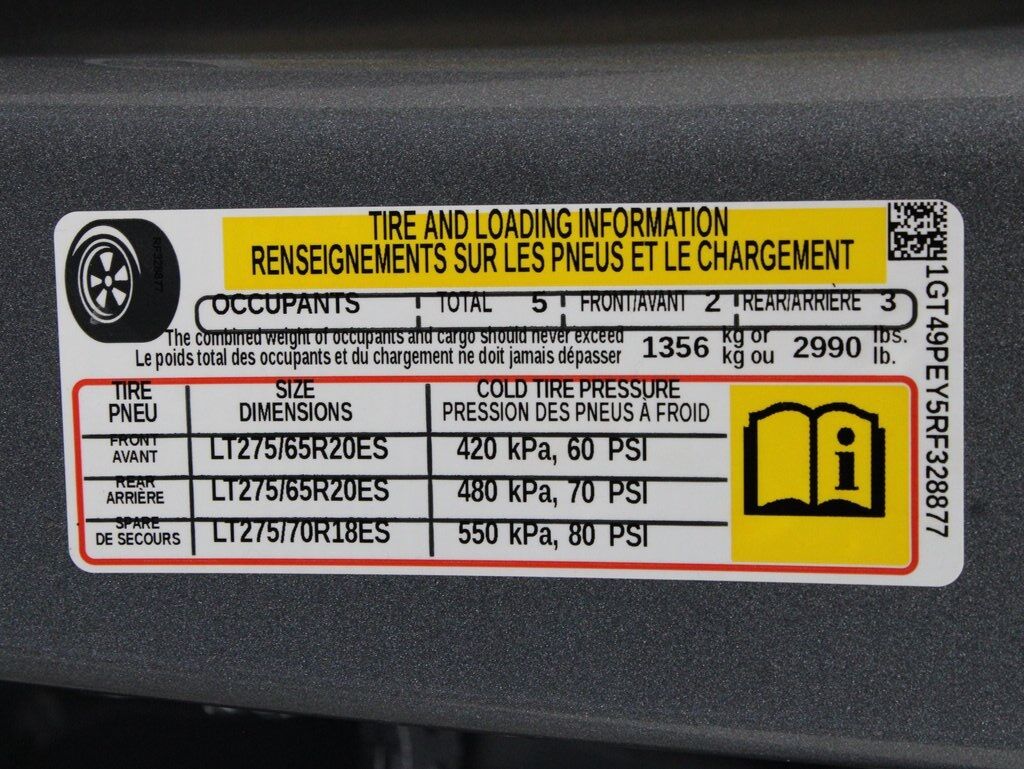 TIRE AND LOADING INFORMATION
RENSEIGNEMENTS SUR LES PNEUS ET LE CHARGEMENT
OCCUPANTS TOTAL 5 FRONT/AVANT 2 REAR/ARRIÈRE 3
The combined weight of occupants and cargo should never exceed 1356 kg or 2990 lbs.
Le poids total des occupants et du chargement ne doit jamais dépasser kg ou lb.
TIRE SIZE COLD TIRE PRESSURE
PNEU DIMENSIONS PRESSION DES PNEUS À FROID
FRONT
AVANT LT275/65R20ES 420 kPa, 60 PSI
REAR
ARRIÈRE LT275/65R20ES 480 kPa, 70 PSI
SPARE
DE SECOURS LT275/70R18ES 550 kPa, 80 PSI
1GT49PEY5RF328877